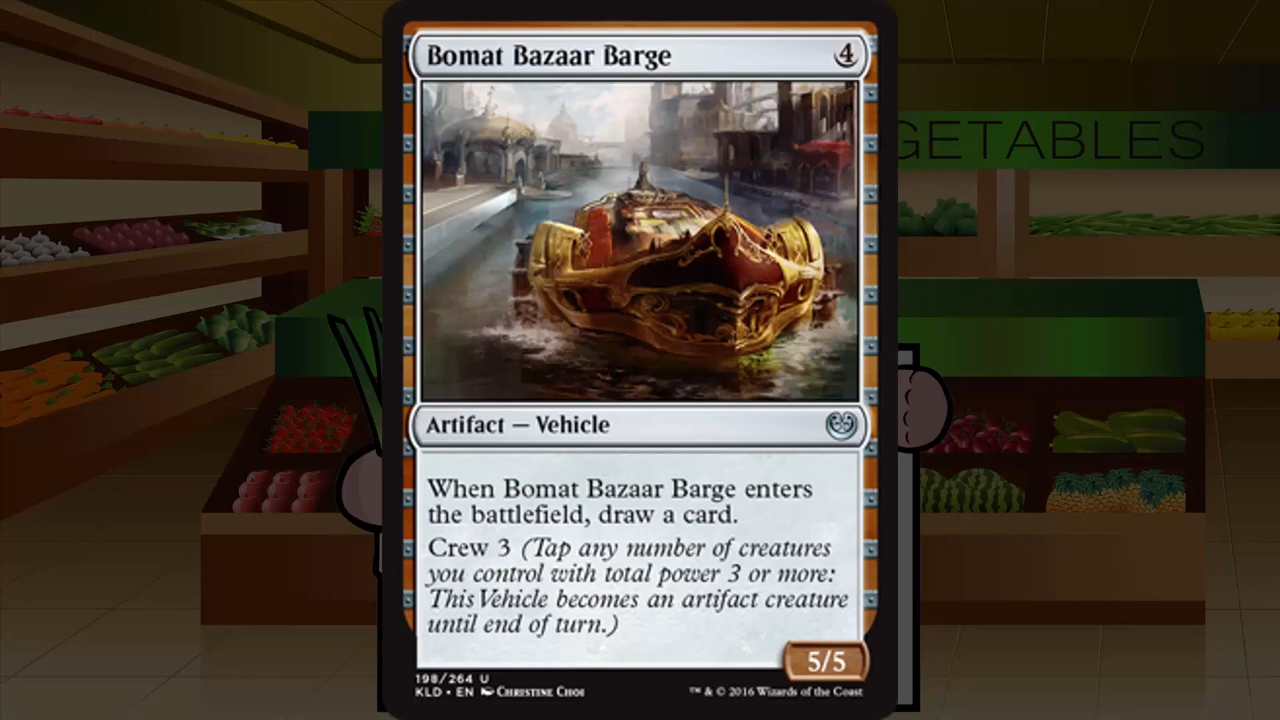 Bomat Bazaar Barge 4
GETABLES
Artifact — Vehicle
When Bomat Bazaar Barge enters
the battlefield, draw a card.
Crew 3 (Tap any number of creatures
you control with total power 3 or more:
This Vehicle becomes an artifact creature
until end of turn.)
5/5
198/264 U
KLD • EN Christine Choi
™ & © 2016 Wizards of the Coast